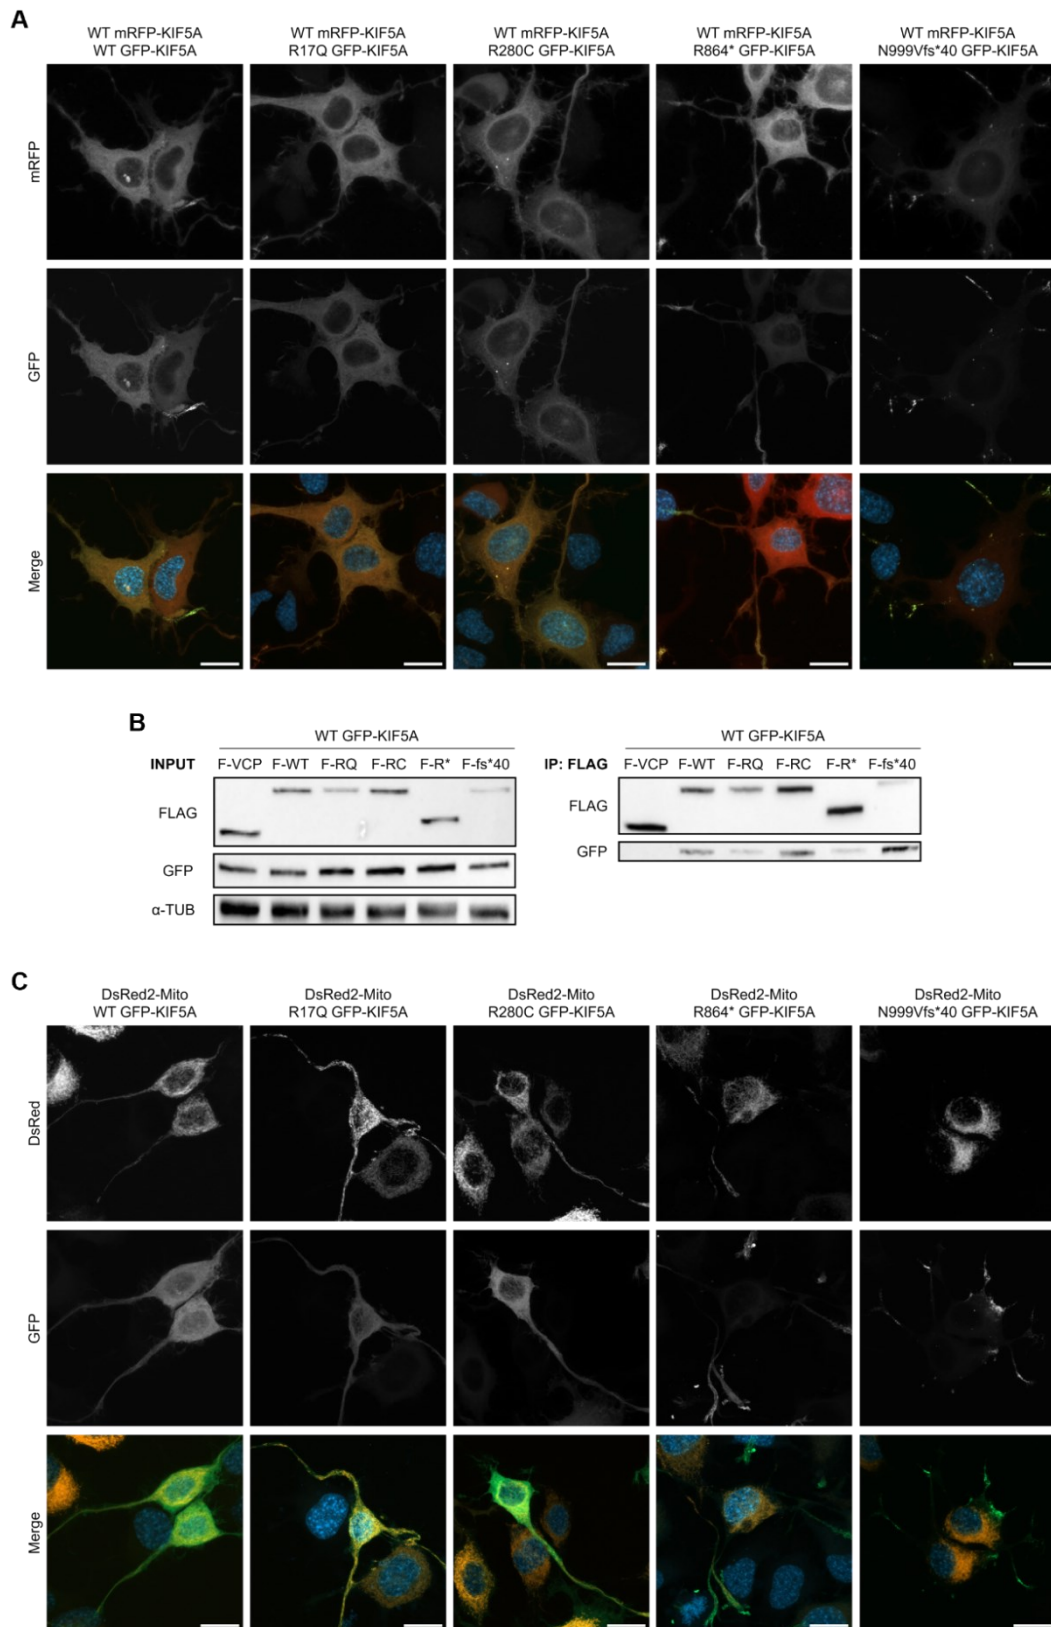 A
WT mRFP-KIF5A WT mRFP-KIF5A WT mRFP-KIF5A WT mRFP-KIF5A WT mRFP-KIF5A
WT GFP-KIF5A R17Q GFP-KIF5A R280C GFP-KIF5A R864* GFP-KIF5A N999Vfs*40 GFP-KIF5A
mRFP
GFP
Merge
B
WT GFP-KIF5A
INPUT F-VCP F-WT F-RQ F-RC F-R* F-fs*40
FLAG
GFP
α-TUB
WT GFP-KIF5A
IP: FLAG F-VCP F-WT F-RQ F-RC F-R* F-fs*40
FLAG
GFP
C
DsRed2-Mito DsRed2-Mito DsRed2-Mito DsRed2-Mito DsRed2-Mito
WT GFP-KIF5A R17Q GFP-KIF5A R280C GFP-KIF5A R864* GFP-KIF5A N999Vfs*40 GFP-KIF5A
DsRed
GFP
Merge